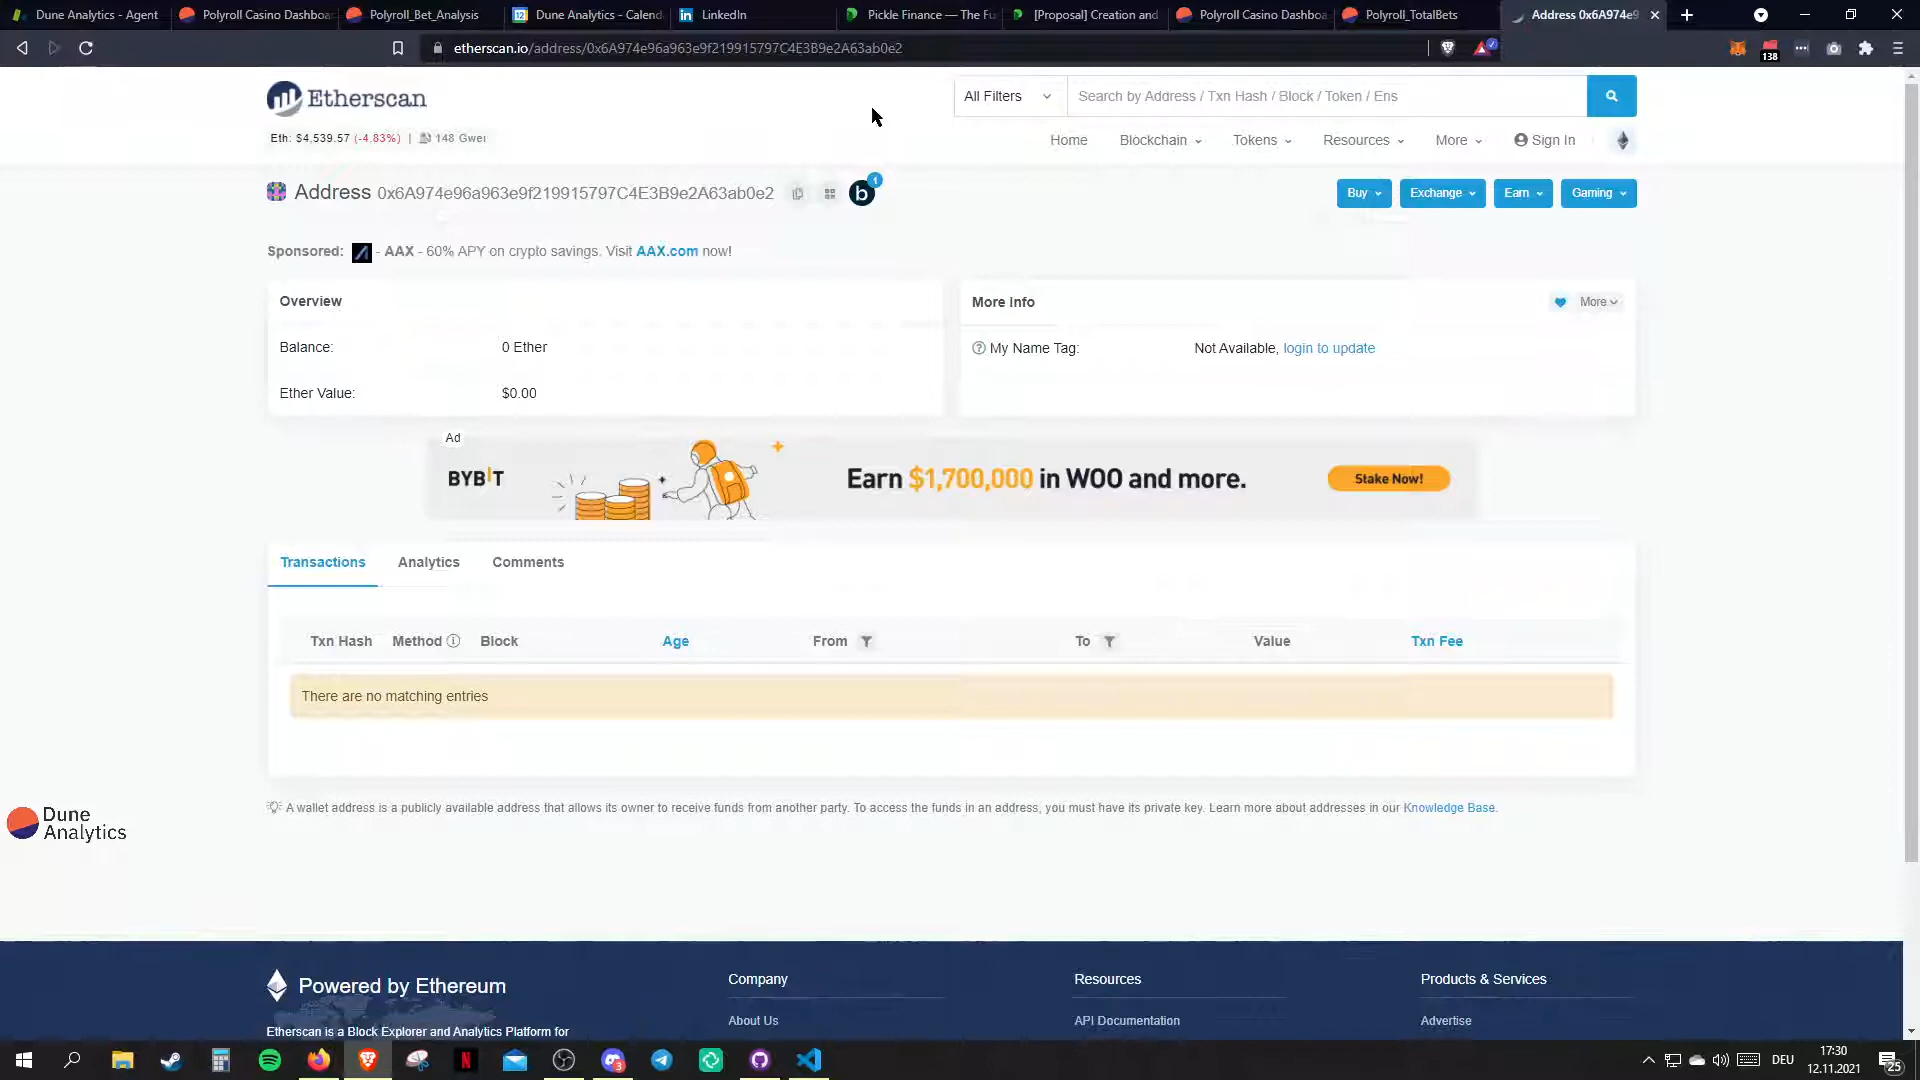 Dune Analytics - Agent
Polyroll Casino Dashboa
Polyroll_Bet_Analysis
Dune Analytics - Calend
LinkedIn
Pickle Finance — The Fu
[Proposal] Creation and
Polyroll Casino Dashboa
Polyroll_TotalBets
Address 0x6A974e9
etherscan.io/address/0x6A974e96a963e9f219915797C4E3B9e2A63ab0e2
138
Etherscan
All Filters
Search by Address / Txn Hash / Block / Token / Ens
Eth: $4,539.57 (-4.83%) | 148 Gwei
Home
Blockchain
Tokens
Resources
More
Sign In
Address 0x6A974e96a963e9f219915797C4E3B9e2A63ab0e2
b
1
Buy
Exchange
Earn
Gaming
Sponsored: - AAX - 60% APY on crypto savings. Visit AAX.com now!
Overview
Balance: 0 Ether
Ether Value: $0.00
More Info
More
My Name Tag: Not Available, login to update
Ad
BYBIT
Earn $1,700,000 in WOO and more.
Stake Now!
Transactions
Analytics
Comments
Txn Hash
Method
Block
Age
From
To
Value
Txn Fee
There are no matching entries
A wallet address is a publicly available address that allows its owner to receive funds from another party. To access the funds in an address, you must have its private key. Learn more about addresses in our Knowledge Base.
Dune
Analytics
Powered by Ethereum
Etherscan is a Block Explorer and Analytics Platform for
Company
About Us
Resources
API Documentation
Products & Services
Advertise
3
DEU
17:30
12.11.2021
25